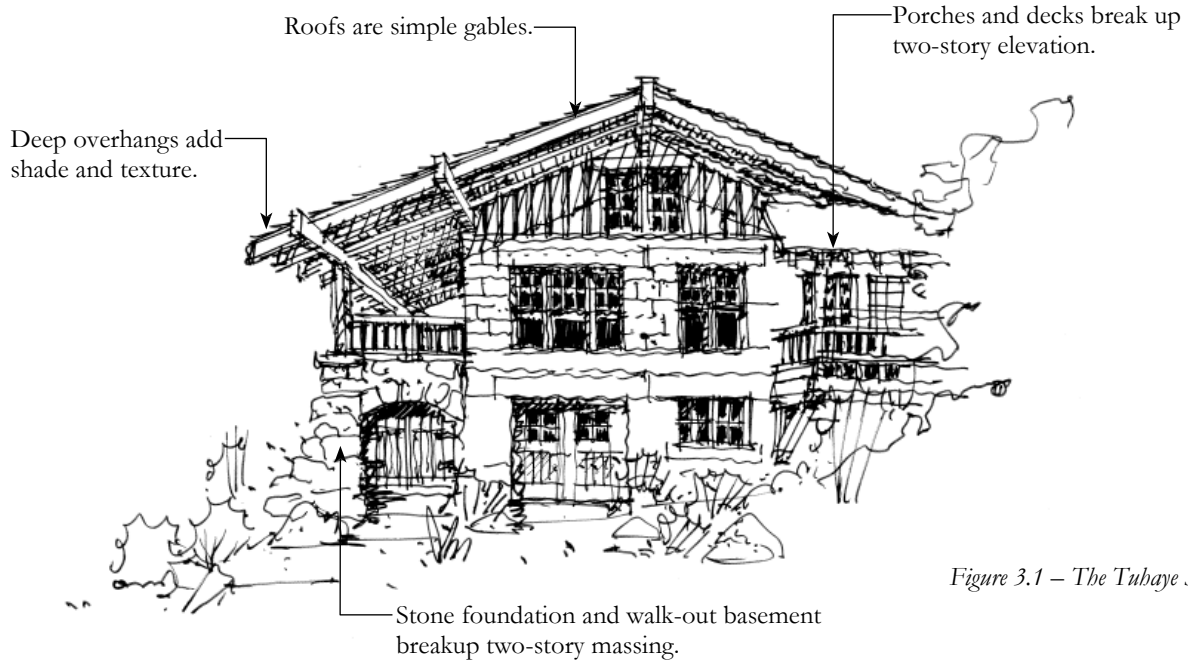 Roofs are simple gables.
Porches and decks break up
two-story elevation.
Deep overhangs add
shade and texture.
Figure 3.1 – The Tuhaye
Stone foundation and walk-out basement
breakup two-story massing.